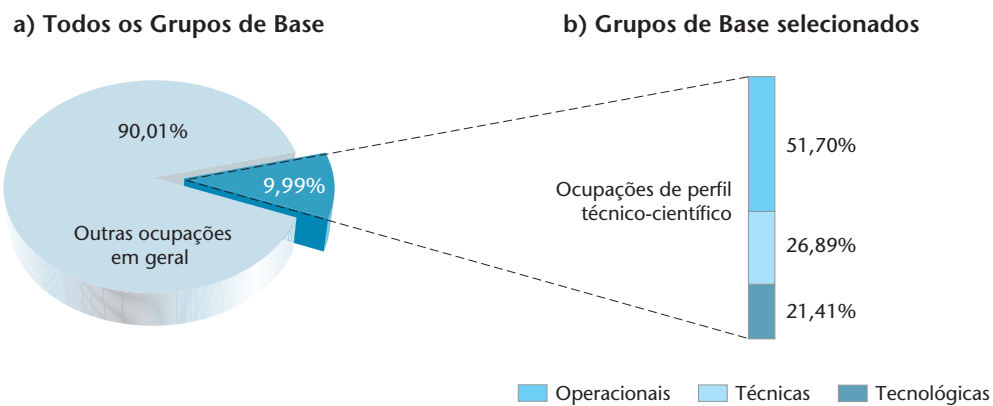 a) Todos os Grupos de Base
b) Grupos de Base selecionados
90,01%
9,99%
Outras ocupações
em geral
Ocupações de perfil
técnico-científico
51,70%
26,89%
21,41%
Operacionais
Técnicas
Tecnológicas